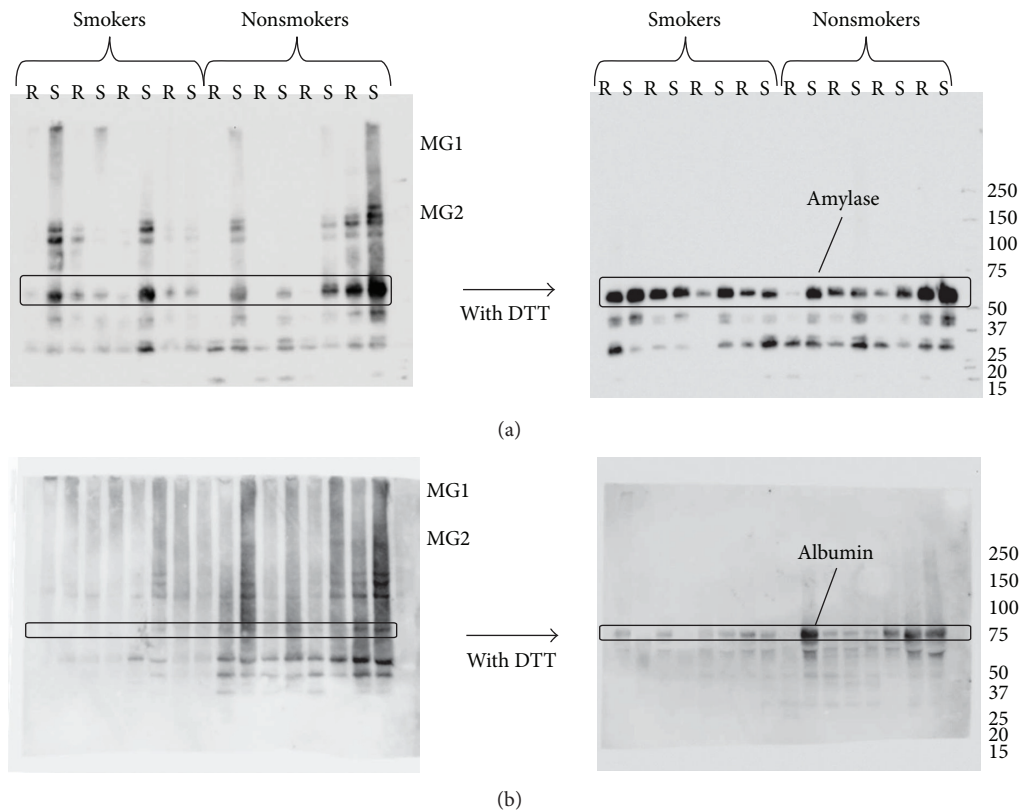 Smokers Nonsmokers
R S R S R S R S R S R S R S R S
MG1
MG2
With DTT
Smokers Nonsmokers
R S R S R S R S R S R S R S R S
Amylase
250
150
100
75
50
37
25
20
15
(a)
MG1
MG2
With DTT
Albumin
250
150
100
75
50
37
25
20
15
(b)